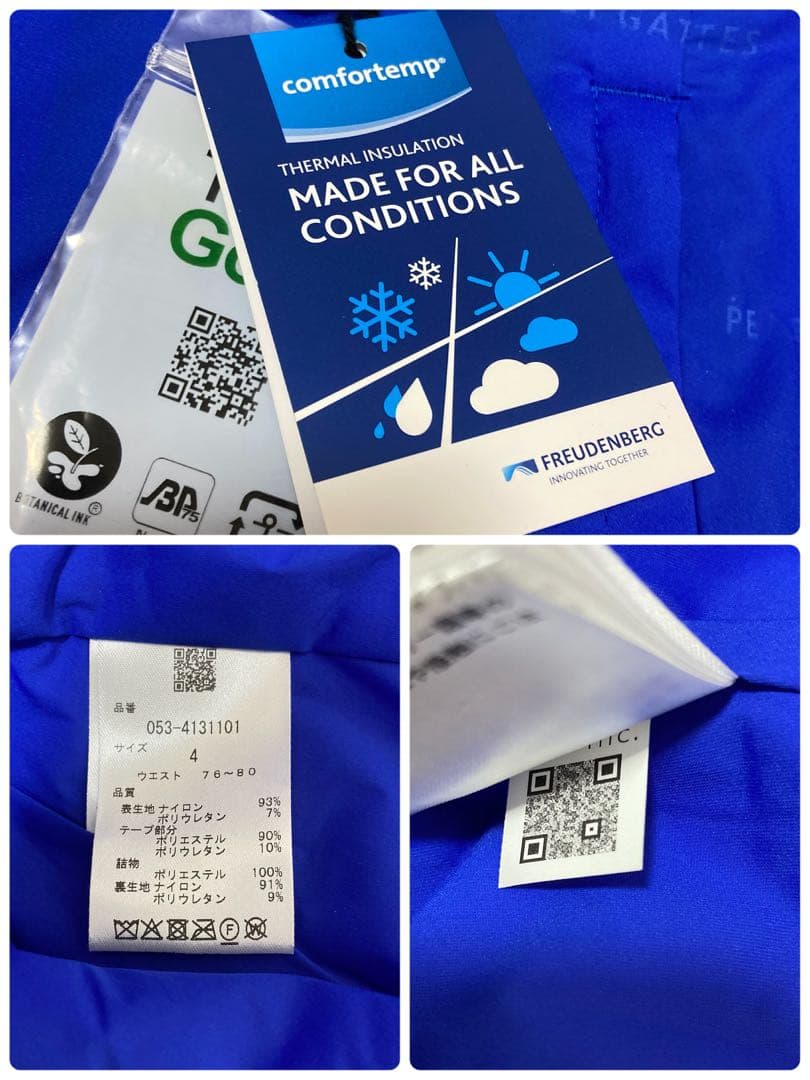 comfortemp®
THERMAL INSULATION
MADE FOR ALL
CONDITIONS
FREUDENBERG
INNOVATING TOGETHER
GATTES
BOTANICAL INK®
75
品番
053-4131101
サイズ
4
ウエスト 76~80
品質
表生地 ナイロン 93%
ポリウレタン 7%
テープ部分
ポリエステル 90%
ポリウレタン 10%
詰物
ポリエステル 100%
裏生地 ナイロン 91%
ポリウレタン 9%
F
W